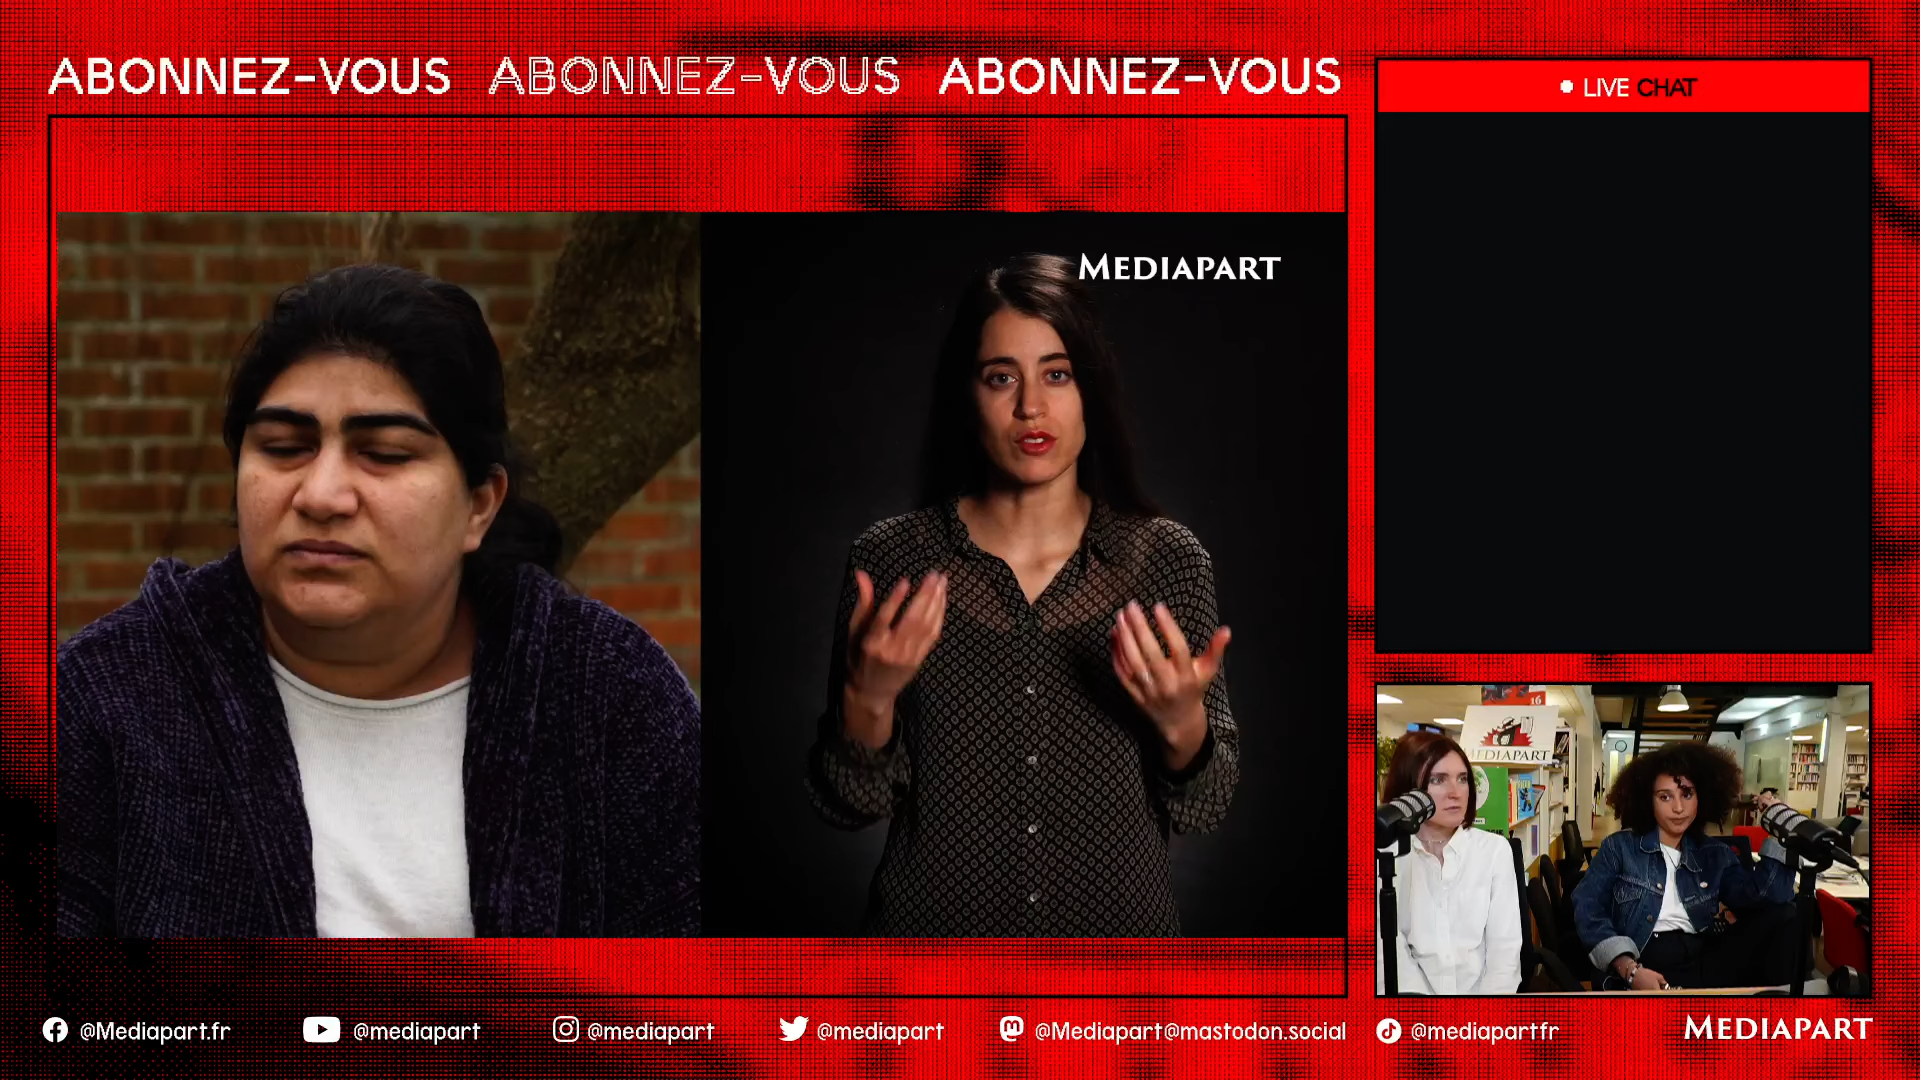 ABONNEZ-VOUS ABONNEZ-VOUS ABONNEZ-VOUS
LIVE CHAT
MEDIAPART
16
MEDIAPART
@Mediapart.fr
@mediapart
@mediapart
@mediapart
@Mediapart@mastodon.social
@mediapartfr
MEDIAPART